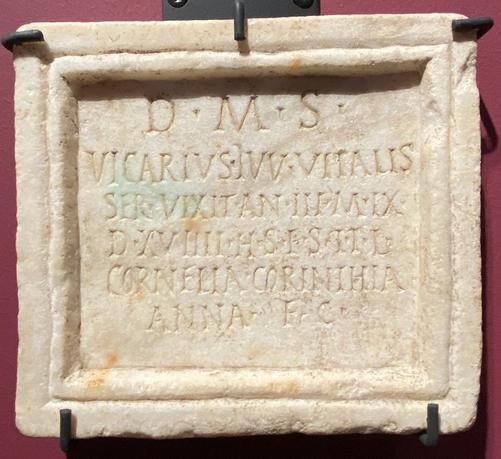 D · M · S ·
VICARIVS · IVV · VITALIS
SER · VIXIT · AN · III · M · IX
D · XVIIII · H · S · E · S · T · T · L
CORNELIA CORINTHIA
ANNA · F · C ·